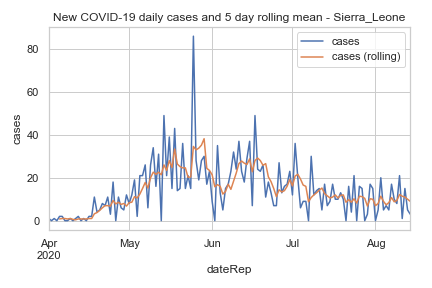 New COVID-19 daily cases and 5 day rolling mean - Sierra_Leone
cases
cases (rolling)
80
60
40
20
0
cases
Apr
2020
May
Jun
Jul
Aug
dateRep